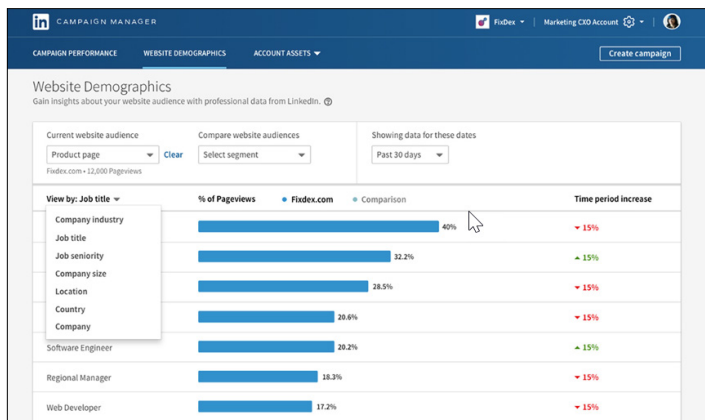 in CAMPAIGN MANAGER
FixDex
Marketing CXO Account
CAMPAIGN PERFORMANCE WEBSITE DEMOGRAPHICS ACCOUNT ASSETS
Create campaign
Website Demographics
Gain insights about your website audience with professional data from LinkedIn.
Current website audience Compare website audiences Showing data for these dates
Product page Clear Select segment Past 30 days
Fixdex.com • 12,000 Pageviews
View by: Job title % of Pageviews Fixdex.com Comparison Time period increase
Company industry
40% 15%
Job title
Job seniority
32.2% 15%
Company size
28.5% 15%
Location
Country
20.6% 15%
Company
Software Engineer 20.2% 15%
Regional Manager 18.3% 15%
Web Developer 17.2% 15%